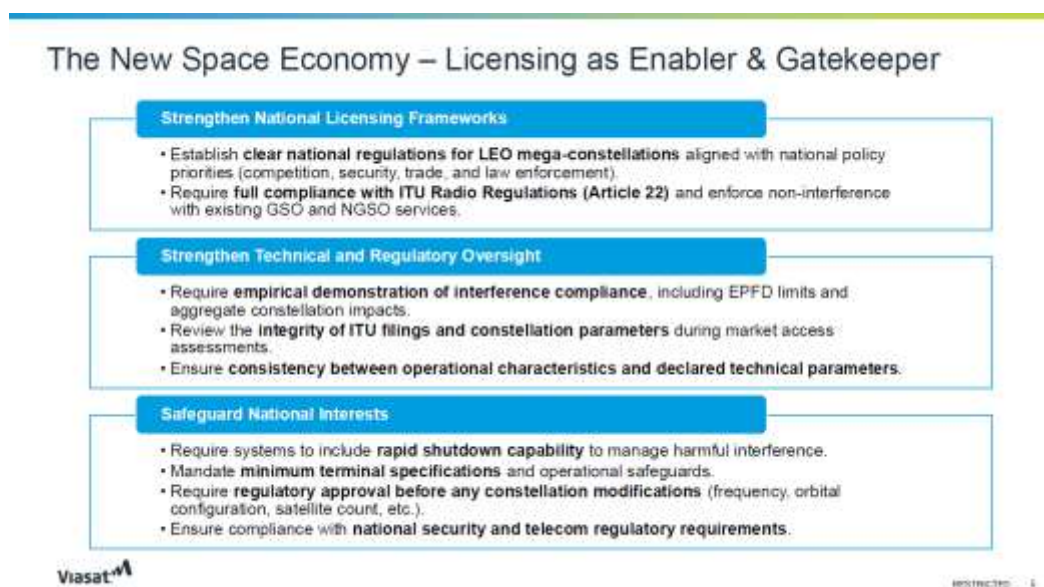 The New Space Economy – Licensing as Enabler & Gatekeeper
Strengthen National Licensing Frameworks
• Establish clear national regulations for LEO mega-constellations aligned with national policy
priorities (competition, security, trade, and law enforcement).
• Require full compliance with ITU Radio Regulations (Article 22) and enforce non-interference
with existing GSO and NGSO services.
Strengthen Technical and Regulatory Oversight
• Require empirical demonstration of interference compliance, including EPFD limits and
aggregate constellation impacts.
• Review the integrity of ITU filings and constellation parameters during market access
assessments.
• Ensure consistency between operational characteristics and declared technical parameters.
Safeguard National Interests
• Require systems to include rapid shutdown capability to manage harmful interference.
• Mandate minimum terminal specifications and operational safeguards.
• Require regulatory approval before any constellation modifications (frequency, orbital
configuration, satellite count, etc.).
• Ensure compliance with national security and telecom regulatory requirements.
Viasat
RESTRICTED